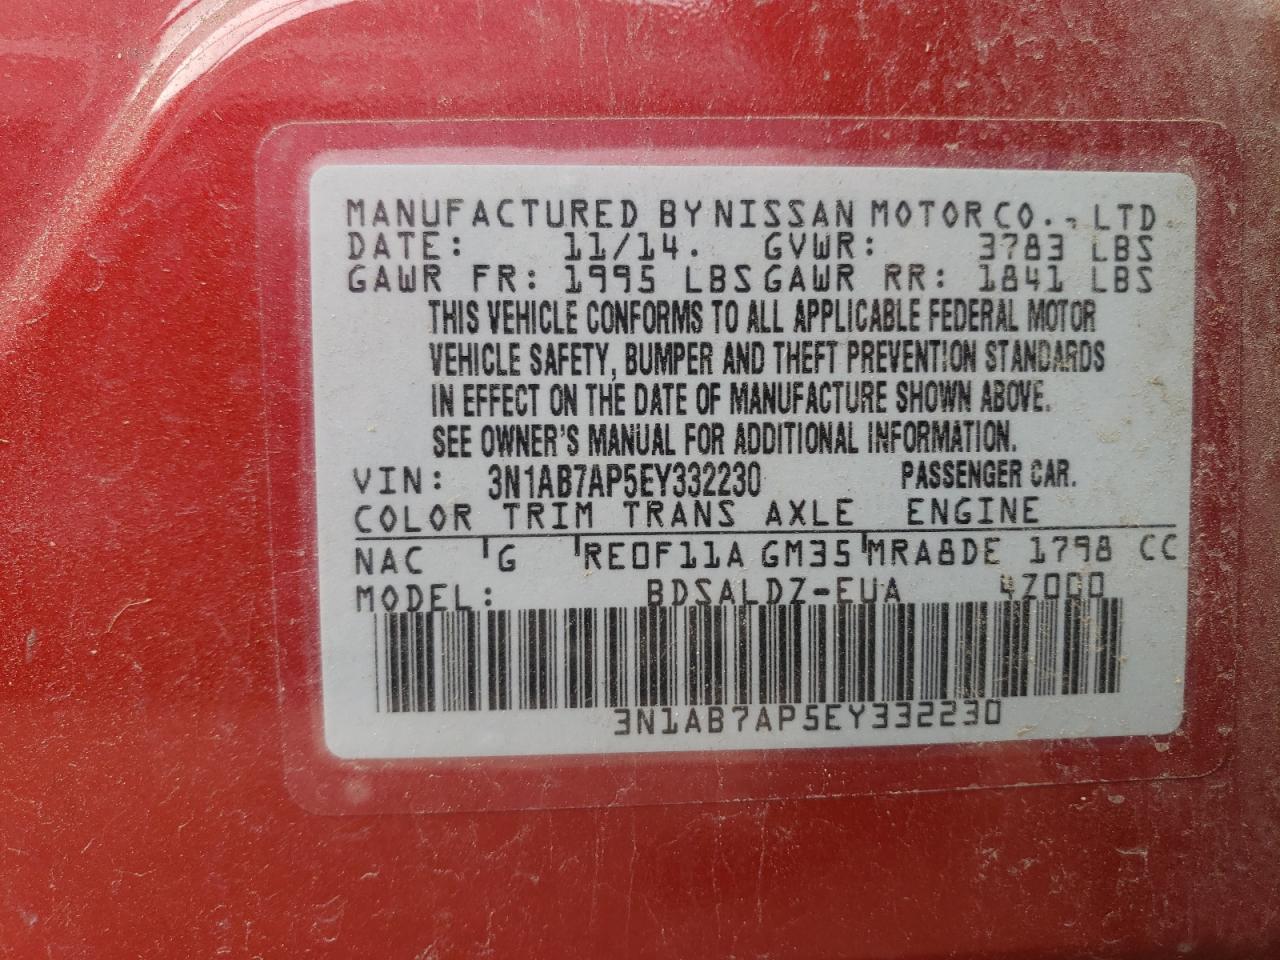 MANUFACTURED BY NISSAN MOTOR CO., LTD
DATE: 11/14. GVWR: 3783 LBS
GAWR FR: 1995 LBS GAWR RR: 1841 LBS
THIS VEHICLE CONFORMS TO ALL APPLICABLE FEDERAL MOTOR
VEHICLE SAFETY, BUMPER AND THEFT PREVENTION STANDARDS
IN EFFECT ON THE DATE OF MANUFACTURE SHOWN ABOVE.
SEE OWNER'S MANUAL FOR ADDITIONAL INFORMATION.
VIN: 3N1AB7AP5EY332230 PASSENGER CAR.
COLOR TRIM TRANS AXLE ENGINE
NAC G RE0F11A GM35 MRA8DE 1798 CC
MODEL: BDSALDZ-EUA 4Z000
3N1AB7AP5EY332230